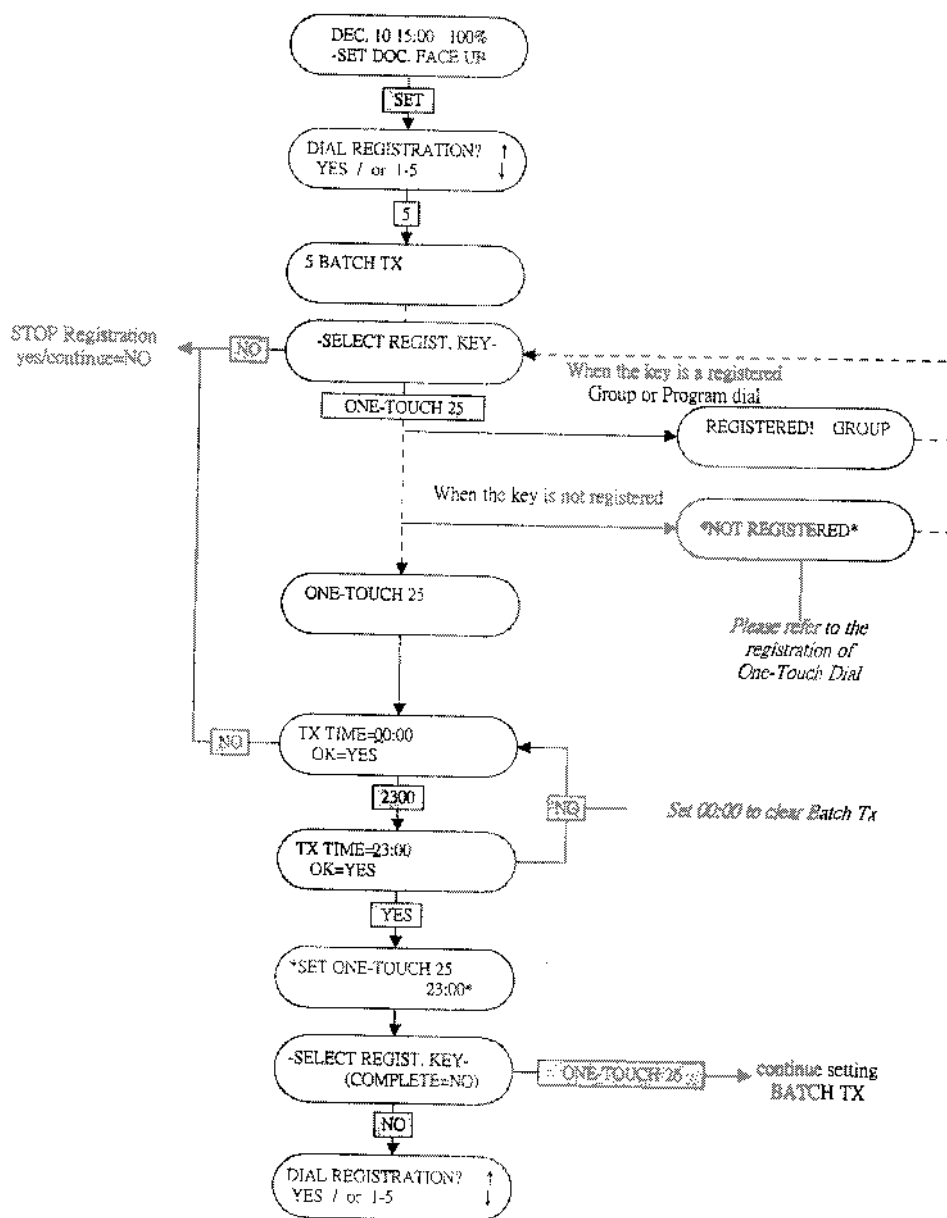 DEC. 10 15:00 100%
-SET DOC. FACE UP
SET
DIAL REGISTRATION? ↑
YES / or 1-5 ↓
5
5 BATCH TX
STOP Registration
yes/continue=NO
NO
-SELECT REGIST. KEY-
When the key is a registered
Group or Program dial
ONE-TOUCH 25
REGISTERED! GROUP
When the key is not registered
*NOT REGISTERED*
ONE-TOUCH 25
Please refer to the
registration of
One-Touch Dial
NO
TX TIME=00:00
OK=YES
2300
NO
Set 00:00 to clear Batch Tx
TX TIME=23:00
OK=YES
YES
*SET ONE-TOUCH 25
23:00*
-SELECT REGIST. KEY-
(COMPLETE=NO)
ONE-TOUCH 26
continue setting
BATCH TX
NO
DIAL REGISTRATION? ↑
YES / or 1-5 ↓